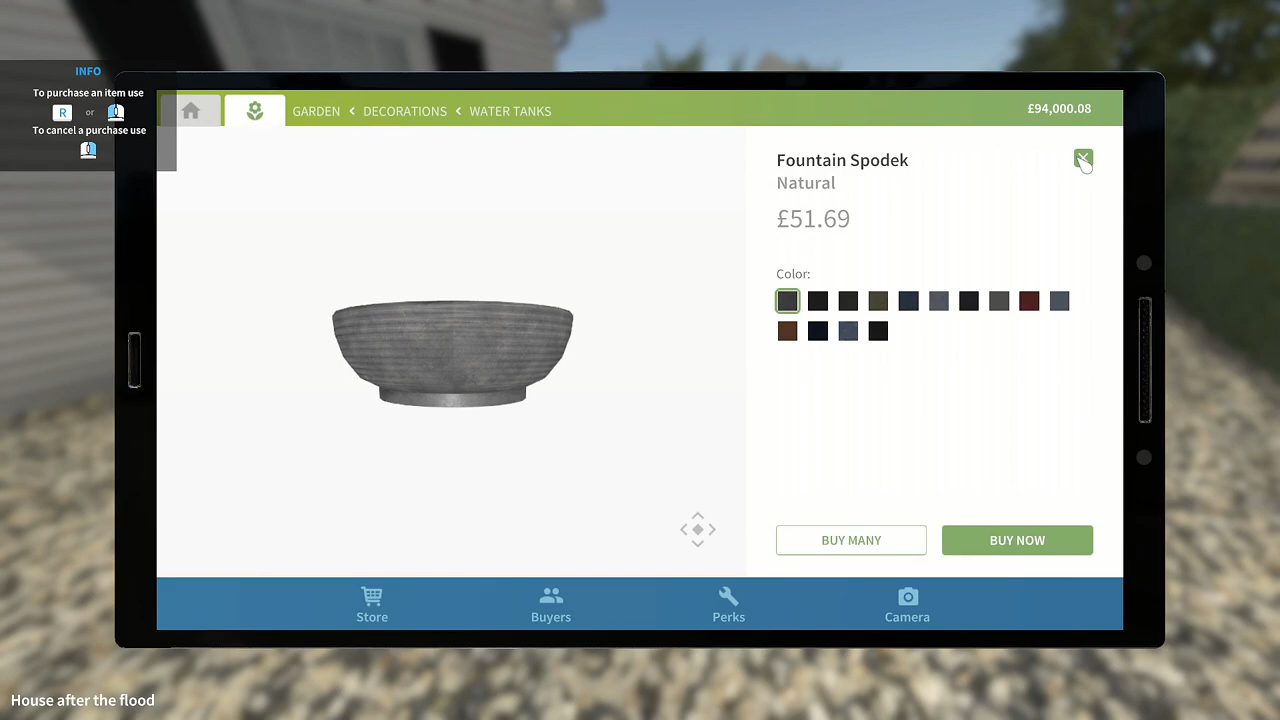 INFO
To purchase an item use
R or
To cancel a purchase use
GARDEN < DECORATIONS < WATER TANKS
£94,000.08
Fountain Spodek
Natural
£51.69
Color:
BUY MANY
BUY NOW
Store
Buyers
Perks
Camera
House after the flood